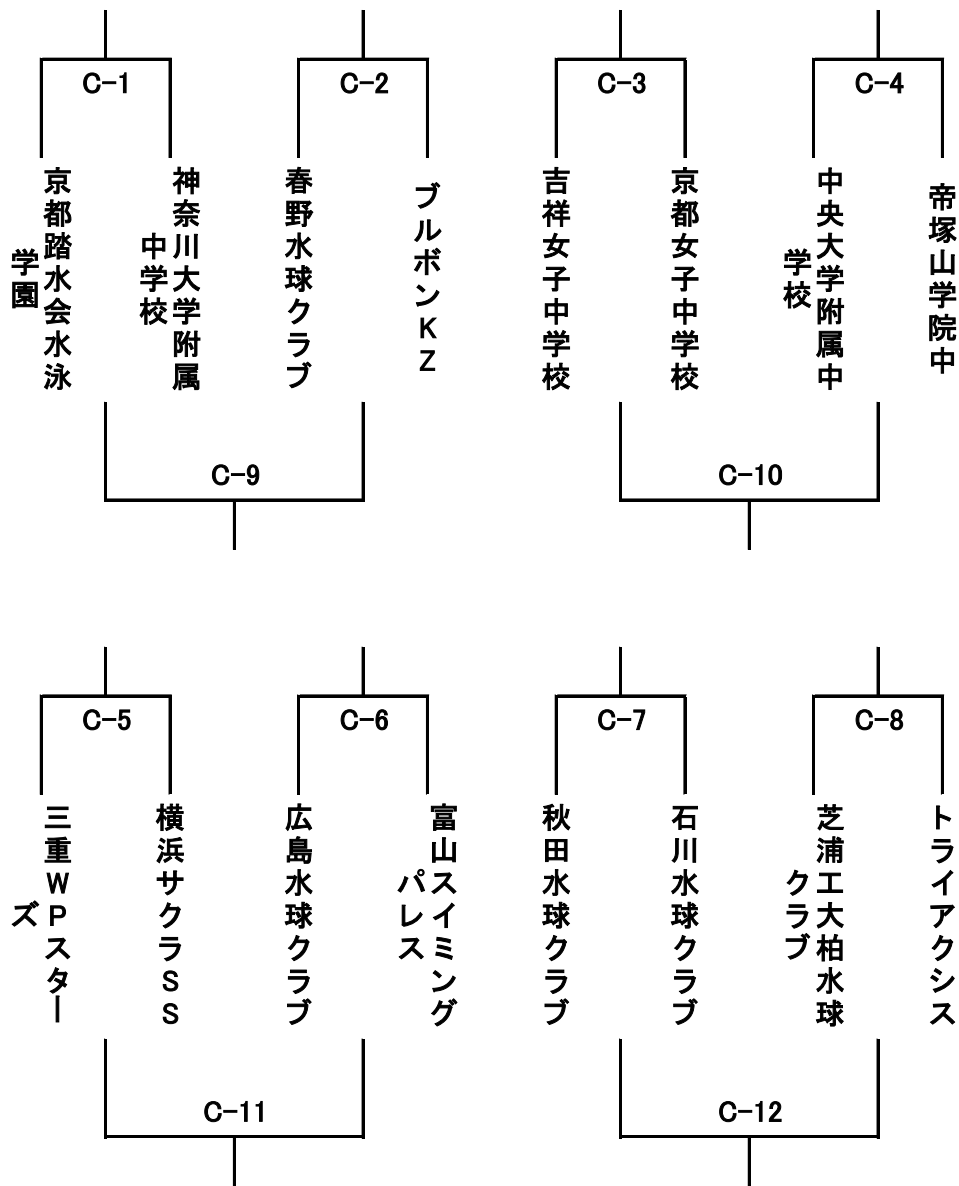 C-1
C-2
C-3
C-4
京都踏水会水泳
学園
神奈川大学附属
中学校
春野水球クラブ
ブルボンKZ
吉祥女子中学校
京都女子中学校
中央大学附属中
学校
帝塚山学院中
C-9
C-10
C-5
C-6
C-7
C-8
三重WPスター
ズ
横浜サクラSS
広島水球クラブ
富山スイミング
パレス
秋田水球クラブ
石川水球クラブ
芝浦工大柏水球
クラブ
トライアクシス
C-11
C-12